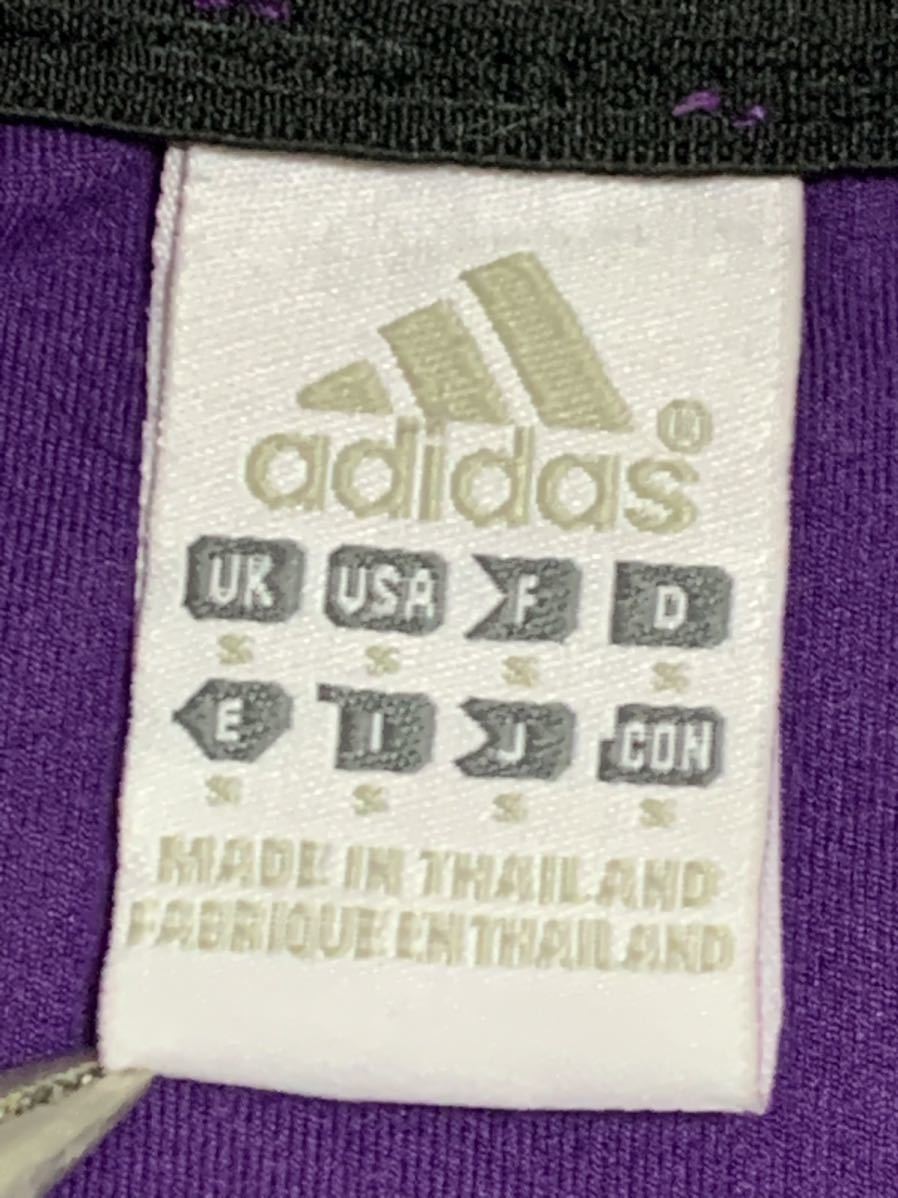 adidas®
UK USA F D
S S S S
E I J CON
S S S S
MADE IN THAILAND
FABRIQUE EN THAILAND